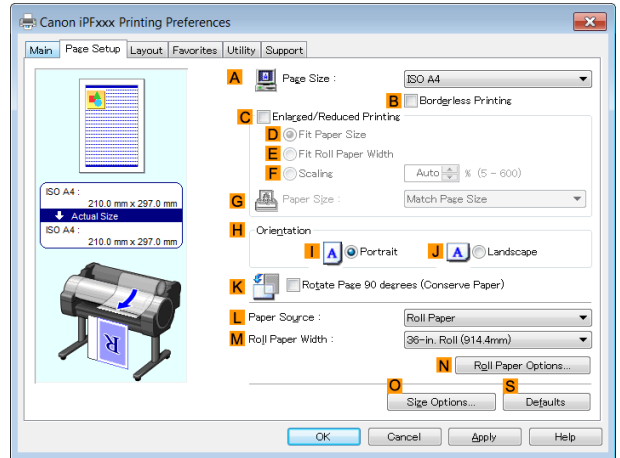 Canon iPFxxx Printing Preferences
Main Page Setup Layout Favorites Utility Support
A Page Size : ISO A4
B Borderless Printing
C Enlarged/Reduced Printing
D Fit Paper Size
E Fit Roll Paper Width
F Scaling Auto % (5 - 600)
G Paper Size : Match Page Size
ISO A4 :
210.0 mm x 297.0 mm
Actual Size
ISO A4 :
210.0 mm x 297.0 mm
H Orientation
I A Portrait J A Landscape
K Rotate Page 90 degrees (Conserve Paper)
R
L Paper Source : Roll Paper
M Roll Paper Width : 36-in. Roll (914.4mm)
N Roll Paper Options...
O S
Size Options... Defaults
OK Cancel Apply Help